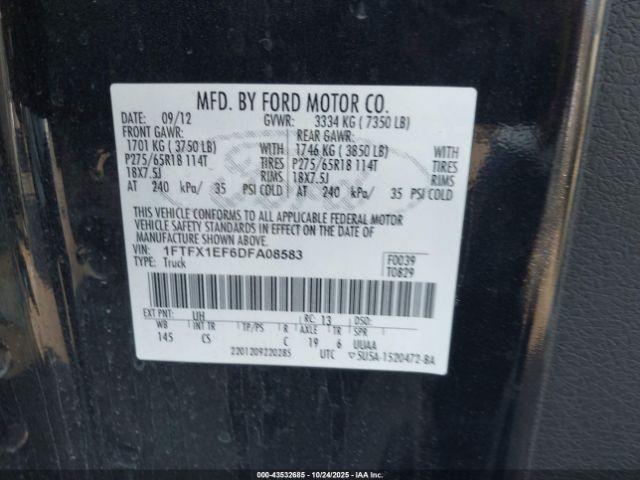 MFD. BY FORD MOTOR CO.
DATE: 09/12 GVWR: 3334 KG ( 7350 LB)
FRONT GAWR: REAR GAWR:
1701 KG ( 3750 LB) WITH 1746 KG ( 3850 LB) WITH
P275/65R18 114T TIRES P275/65R18 114T TIRES
18X7.5J RIMS 18X7.5J RIMS
AT 240 kPa/ 35 PSI COLD AT 240 kPa/ 35 PSI COLD
THIS VEHICLE CONFORMS TO ALL APPLICABLE FEDERAL MOTOR
VEHICLE SAFETY STANDARDS IN EFFECT ON THE DATE OF
MANUFACTURE SHOWN ABOVE.
VIN: 1FTFX1EF6DFA08583 F0039
TYPE: Truck T0829
EXT PNT: UH RC: 13 DSO:
WB INT TR TP/PS R AXLE TR SPR
145 CS C 19 6 UUAA
2201209220285 UTC 5U5A-1520472-BA
000-43532685 - 10/24/2025 - IAA Inc.